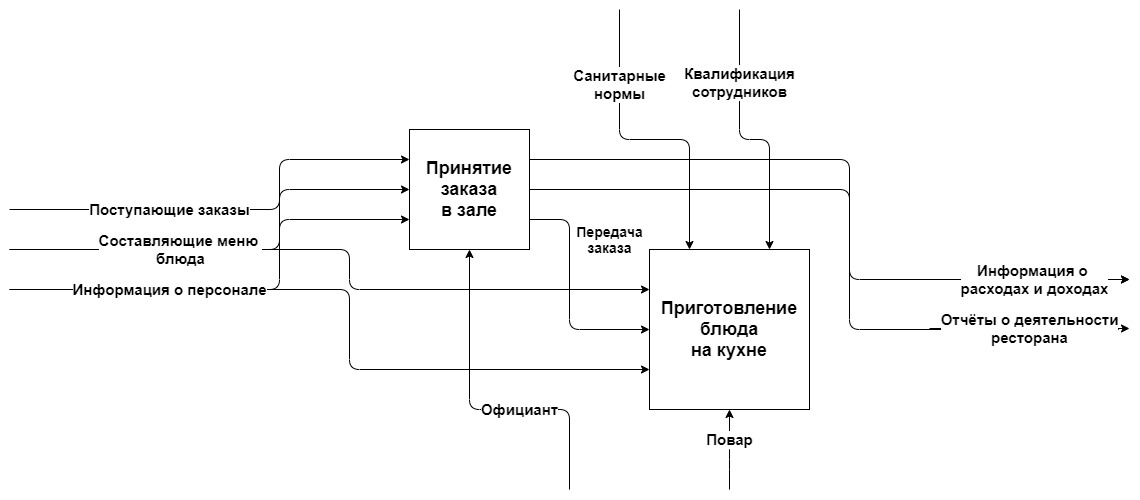 Санитарные
нормы
Квалификация
сотрудников
Принятие
заказа
в зале
Поступающие заказы
Составляющие меню
блюда
Информация о персонале
Передача
заказа
Приготовление
блюда
на кухне
Информация о
расходах и доходах
Отчёты о деятельности
ресторана
Официант
Повар